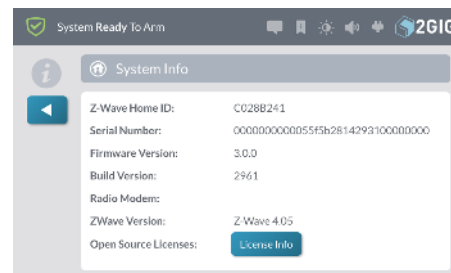 System Ready To Arm
2GIG
System Info
Z-Wave Home ID: C028B241
Serial Number: 0000000000055f5b2814293100000000
Firmware Version: 3.0.0
Build Version: 2961
Radio Modem:
ZWave Version: Z-Wave 4.05
Open Source Licenses: License Info